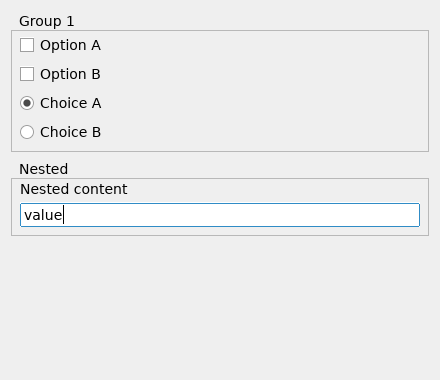 Group 1
Option A
Option B
Choice A
Choice B
Nested
Nested content
value